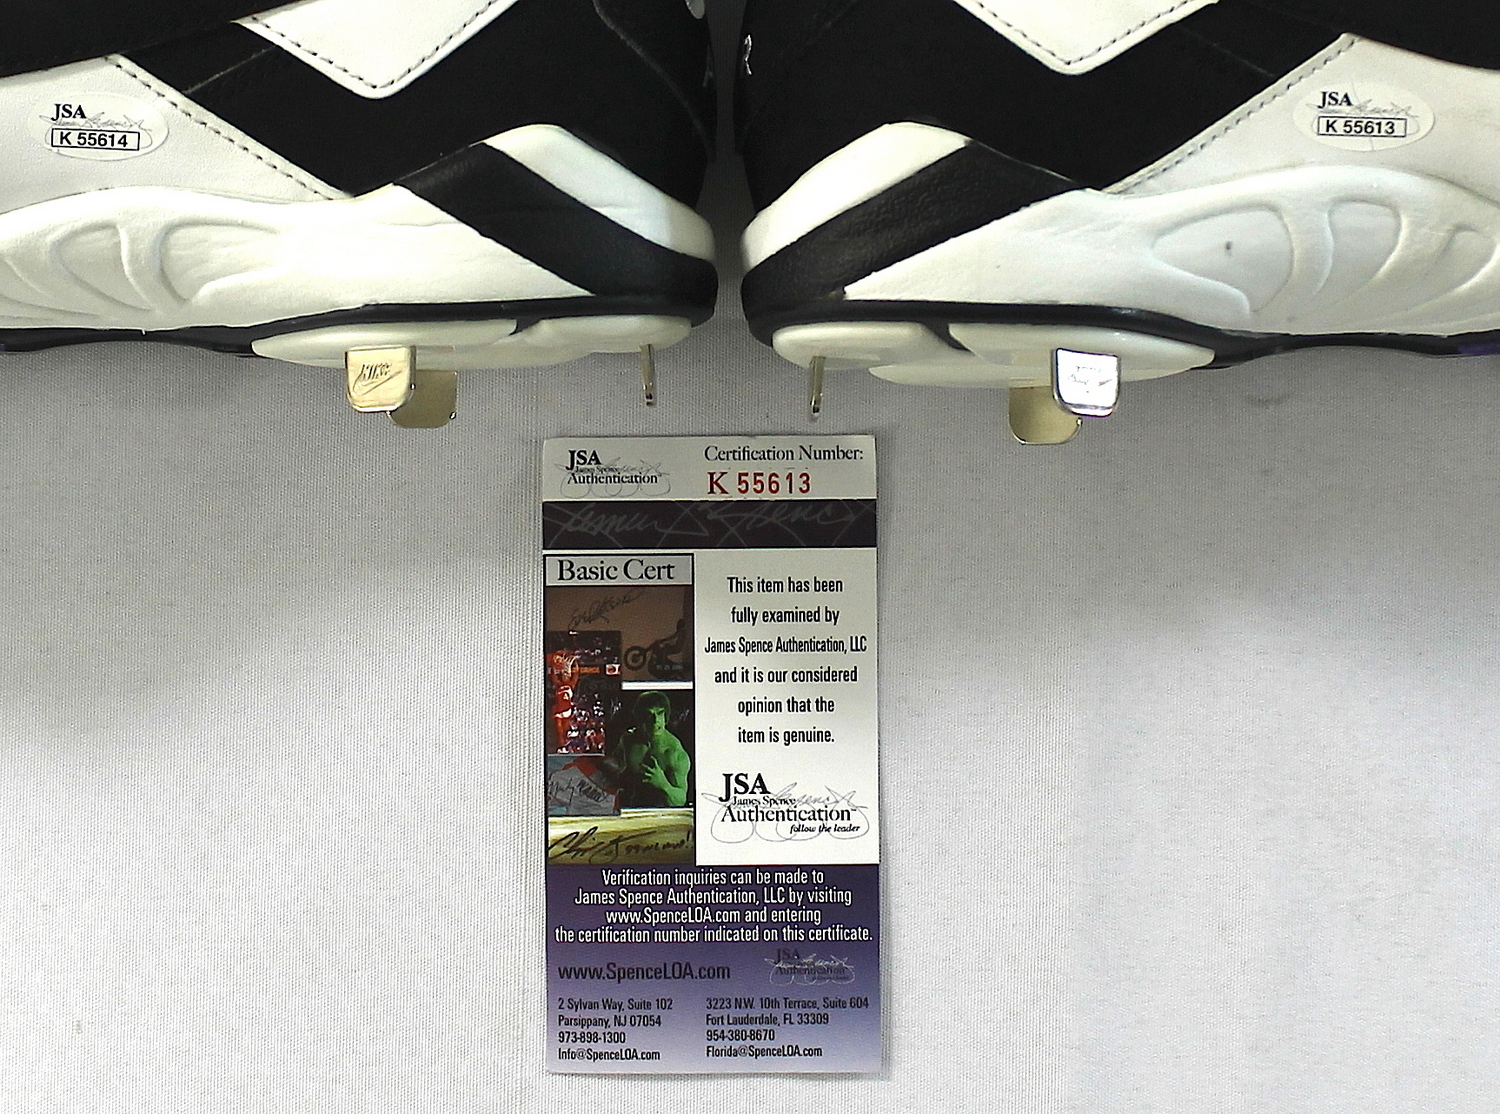 JSA
K 55614
JSA
K 55613
JSA
James Spence
Authentication™
Certification Number:
K 55613
Basic Cert
This item has been
fully examined by
James Spence Authentication, LLC
and it is our considered
opinion that the
item is genuine.
JSA
James Spence
Authentication™
follow the leader
Verification inquiries can be made to
James Spence Authentication, LLC by visiting
www.SpenceLOA.com and entering
the certification number indicated on this certificate.
www.SpenceLOA.com
JSA
Authentication
2 Sylvan Way, Suite 102
Parsippany, NJ 07054
973-898-1300
Info@SpenceLOA.com
3223 N.W. 10th Terrace, Suite 604
Fort Lauderdale, FL 33309
954-380-8670
Florida@SpenceLOA.com